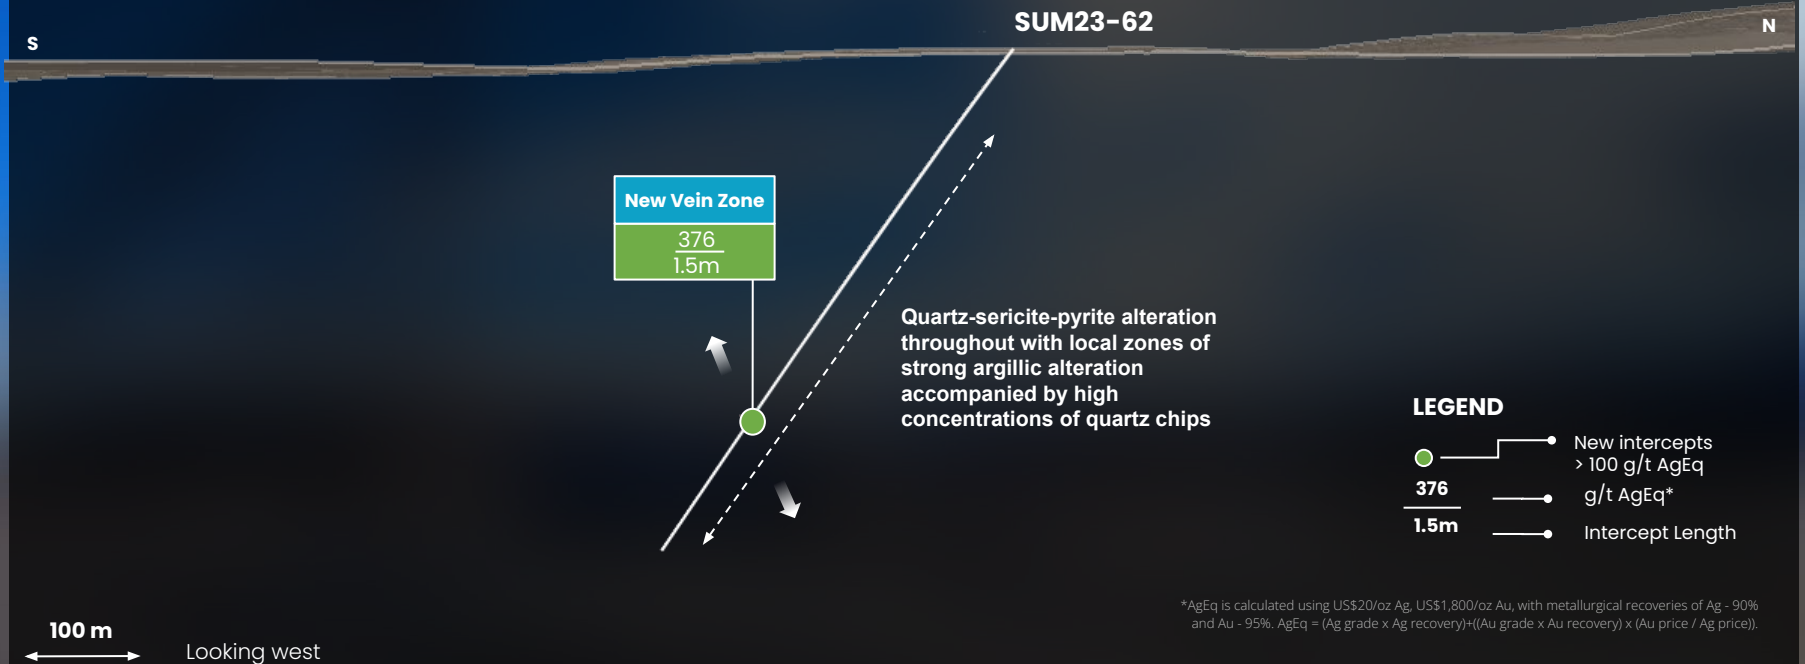 SUM23-62
S
N
New Vein Zone
376
1.5m
Quartz-sericite-pyrite alteration
throughout with local zones of
strong argillic alteration
accompanied by high
concentrations of quartz chips
LEGEND
New intercepts
> 100 g/t AgEq
376
g/t AgEq*
1.5m
Intercept Length
*AgEq is calculated using US$20/oz Ag, US$1,800/oz Au, with metallurgical recoveries of Ag - 90%
and Au - 95%. AgEq = (Ag grade x Ag recovery)+((Au grade x Au recovery) x (Au price / Ag price)).
100 m
Looking west